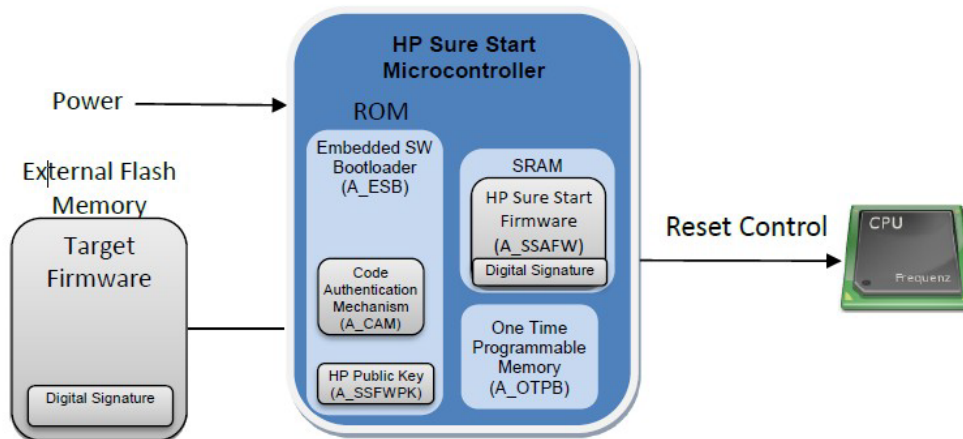 HP Sure Start
Microcontroller
Power
ROM
External Flash
Memory
Target
Firmware
Digital Signature
Embedded SW
Bootloader
(A_ESB)
Code
Authentication
Mechanism
(A_CAM)
HP Public Key
(A_SSFWPK)
SRAM
HP Sure Start
Firmware
(A_SSAFW)
Digital Signature
One Time
Programmable
Memory
(A_OTPB)
Reset Control
CPU
Frequenz